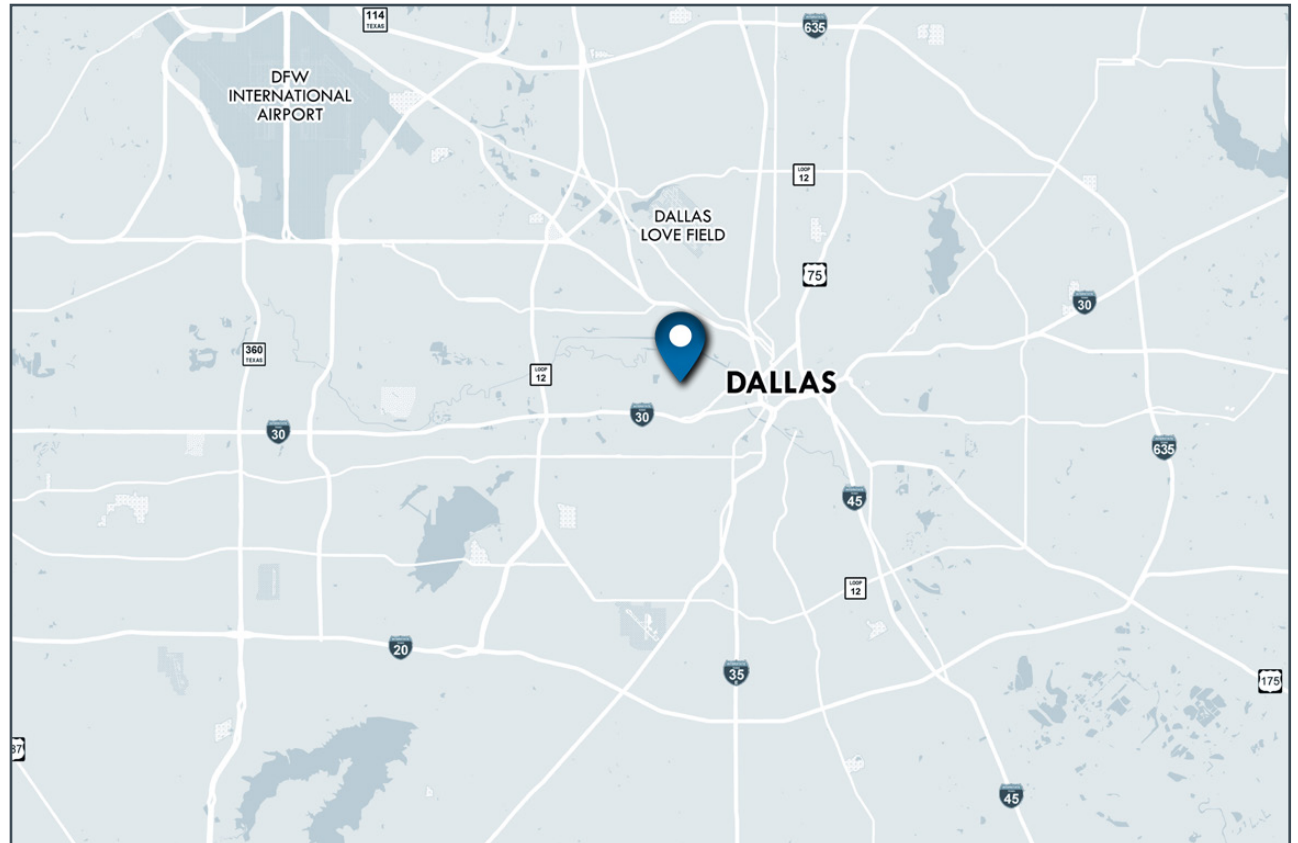 114
TEXAS
635
DFW
INTERNATIONAL
AIRPORT
LOOP
12
DALLAS
LOVE FIELD
75
30
360
TEXAS
LOOP
12
DALLAS
30
30
635
45
LOOP
12
20
35
175
45